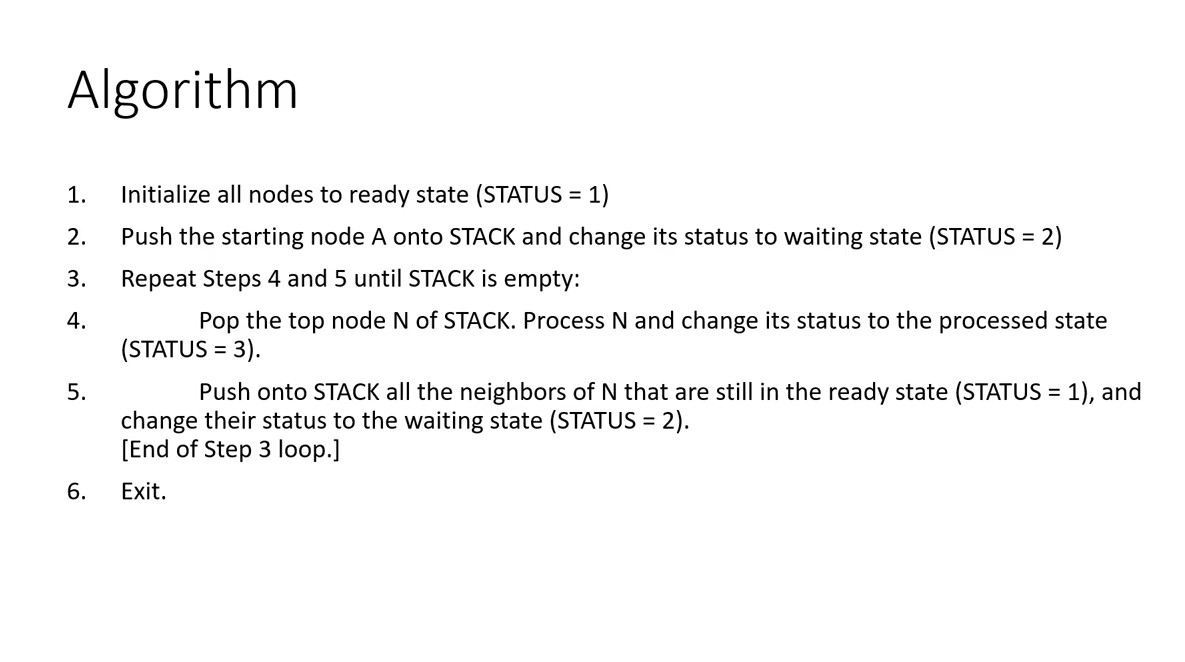 Algorithm
1. Initialize all nodes to ready state (STATUS = 1)
2. Push the starting node A onto STACK and change its status to waiting state (STATUS = 2)
3. Repeat Steps 4 and 5 until STACK is empty:
4. Pop the top node N of STACK. Process N and change its status to the processed state
(STATUS = 3).
5. Push onto STACK all the neighbors of N that are still in the ready state (STATUS = 1), and
change their status to the waiting state (STATUS = 2).
[End of Step 3 loop.]
6. Exit.